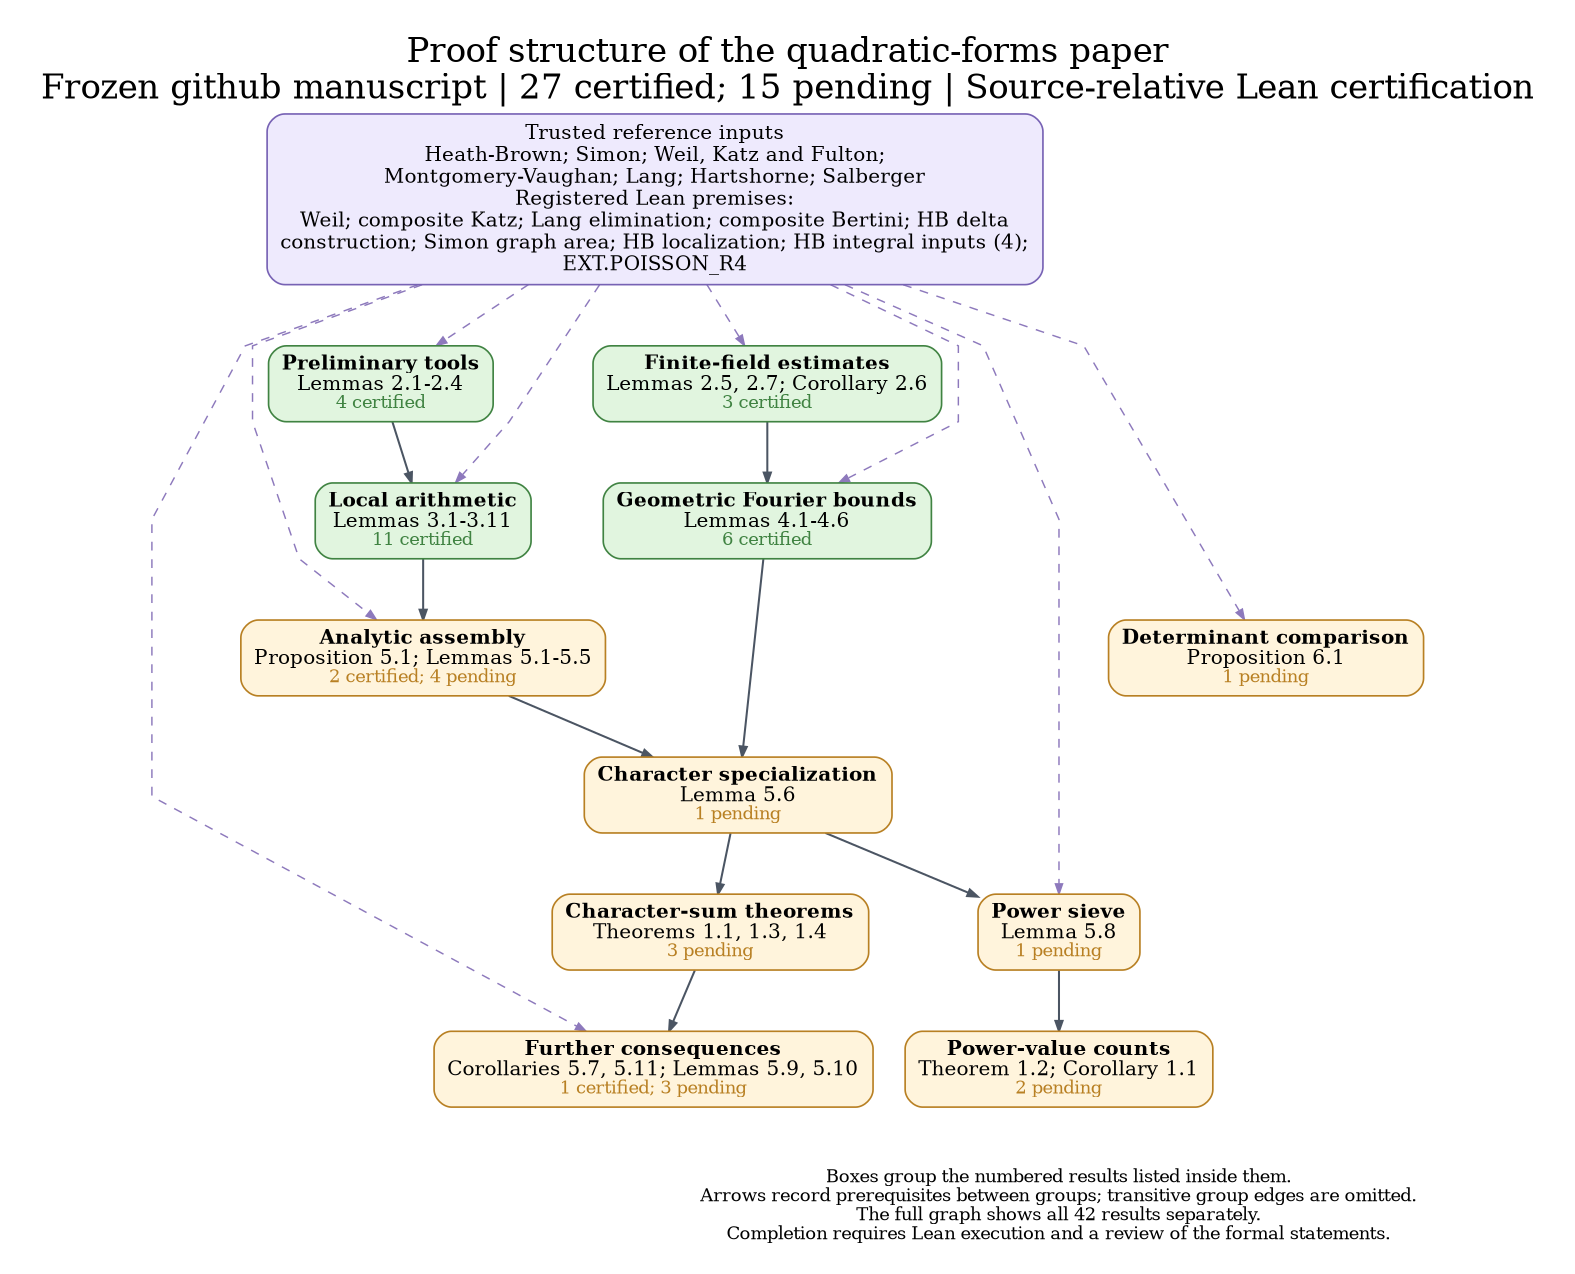 Proof structure of the quadratic-forms paper
Frozen github manuscript | 27 certified; 15 pending | Source-relative Lean certification
Trusted reference inputs
Heath-Brown; Simon; Weil, Katz and Fulton;
Montgomery-Vaughan; Lang; Hartshorne; Salberger
Registered Lean premises:
Weil; composite Katz; Lang elimination; composite Bertini; HB delta
construction; Simon graph area; HB localization; HB integral inputs (4);
EXT.POISSON_R4
Preliminary tools
Lemmas 2.1-2.4
4 certified
Finite-field estimates
Lemmas 2.5, 2.7; Corollary 2.6
3 certified
Local arithmetic
Lemmas 3.1-3.11
11 certified
Geometric Fourier bounds
Lemmas 4.1-4.6
6 certified
Analytic assembly
Proposition 5.1; Lemmas 5.1-5.5
2 certified; 4 pending
Determinant comparison
Proposition 6.1
1 pending
Character specialization
Lemma 5.6
1 pending
Character-sum theorems
Theorems 1.1, 1.3, 1.4
3 pending
Power sieve
Lemma 5.8
1 pending
Further consequences
Corollaries 5.7, 5.11; Lemmas 5.9, 5.10
1 certified; 3 pending
Power-value counts
Theorem 1.2; Corollary 1.1
2 pending
Boxes group the numbered results listed inside them.
Arrows record prerequisites between groups; transitive group edges are omitted.
The full graph shows all 42 results separately.
Completion requires Lean execution and a review of the formal statements.